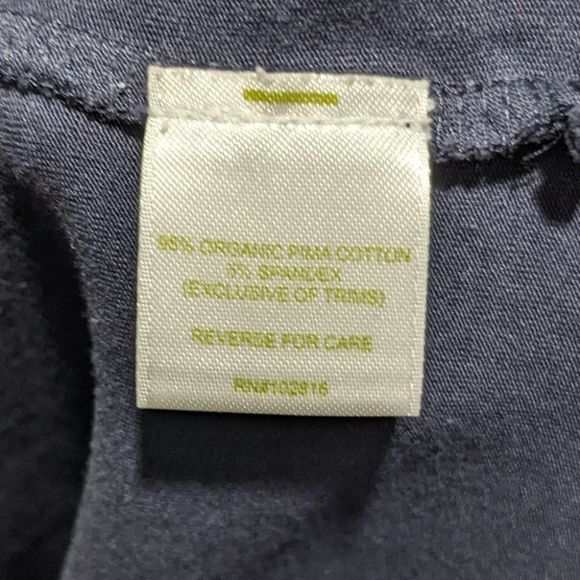 95% ORGANIC PIMA COTTON
5% SPANDEX
(EXCLUSIVE OF TRIMS)
REVERSE FOR CARE
RN#102816